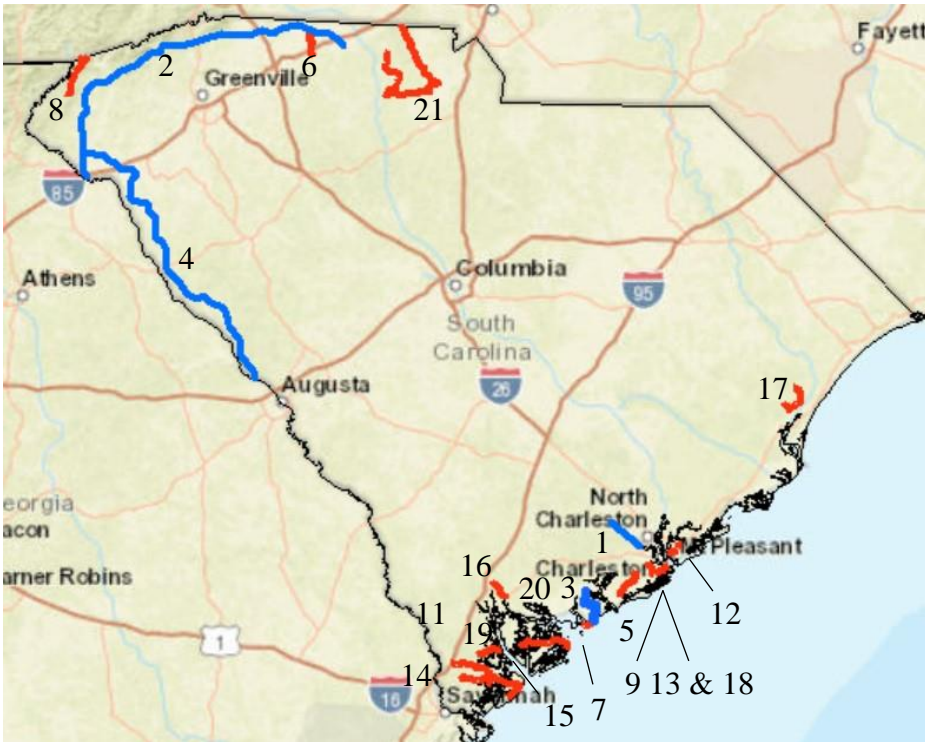 Fayett
2
6
Greenville
8
21
85
4
Athens
Columbia
95
South
Carolina
26
Augusta
17
eorgia
acon
North
Charleston
Mt Pleasant
1
Charleston
arner Robins
16
20
3
12
11
5
1
19
14
9 13 & 18
16
Savannah
15
7